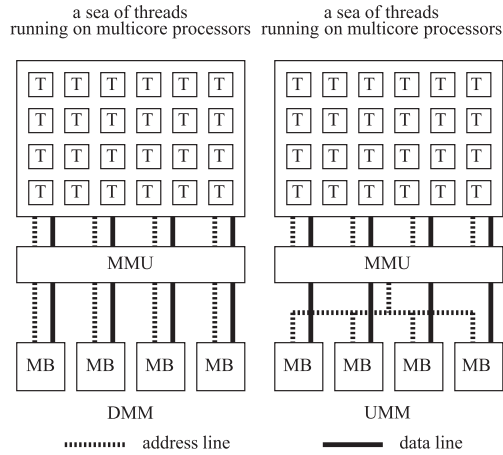 a sea of threads a sea of threads
running on multicore processors running on multicore processors
T T T T T T T T T T T T
T T T T T T T T T T T T
T T T T T T T T T T T T
T T T T T T T T T T T T
MMU MMU
MB MB MB MB MB MB MB MB
DMM UMM
address line data line